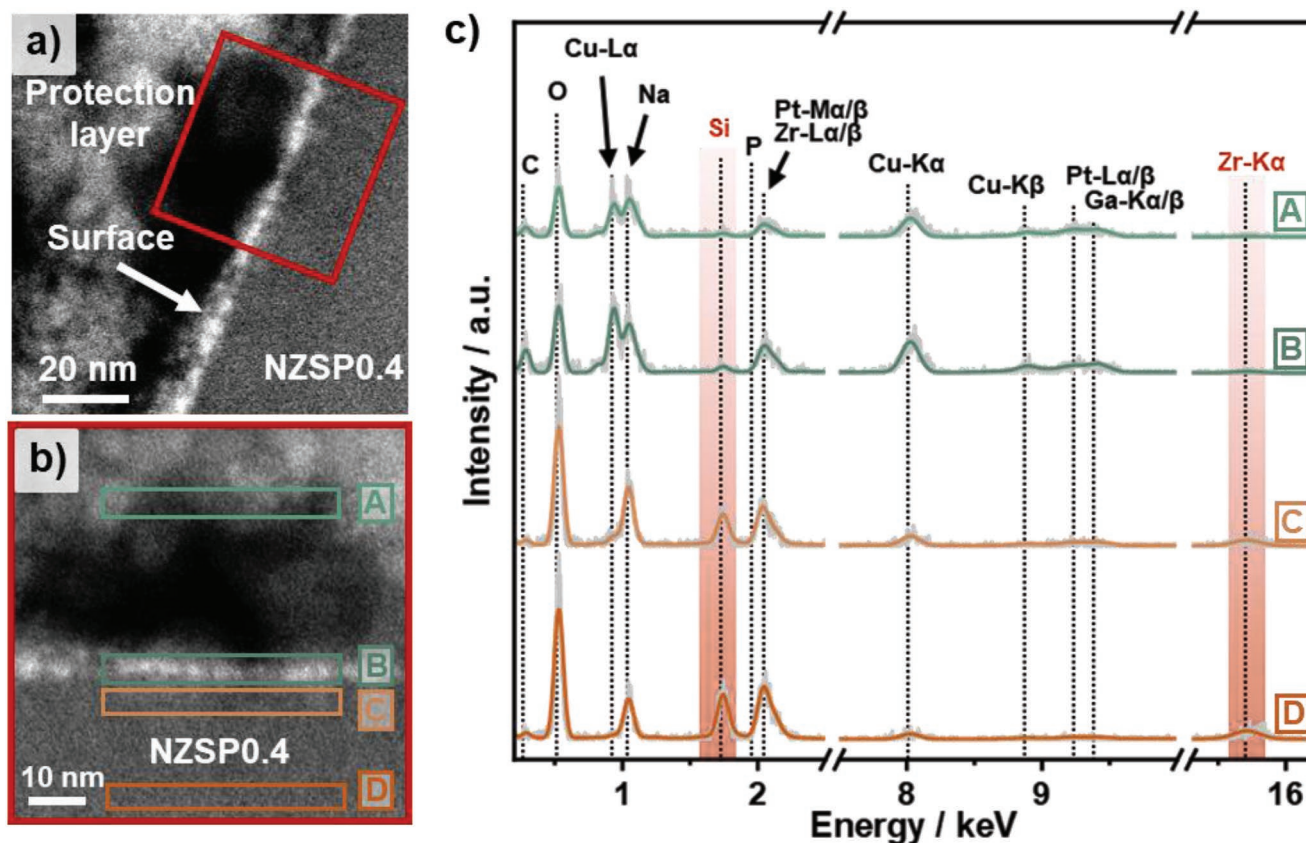 a)
Protection
layer
Surface
20 nm
NZSP0.4
b)
A
B
C
D
NZSP0.4
10 nm
c)
Intensity / a.u.
C
O
Cu-Lα
Na
Si
P
Pt-Mα/β
Zr-Lα/β
Cu-Kα
Cu-Kβ
Pt-Lα/β
Ga-Kα/β
Zr-Kα
A
B
C
D
1 2 8 9 16
Energy / keV